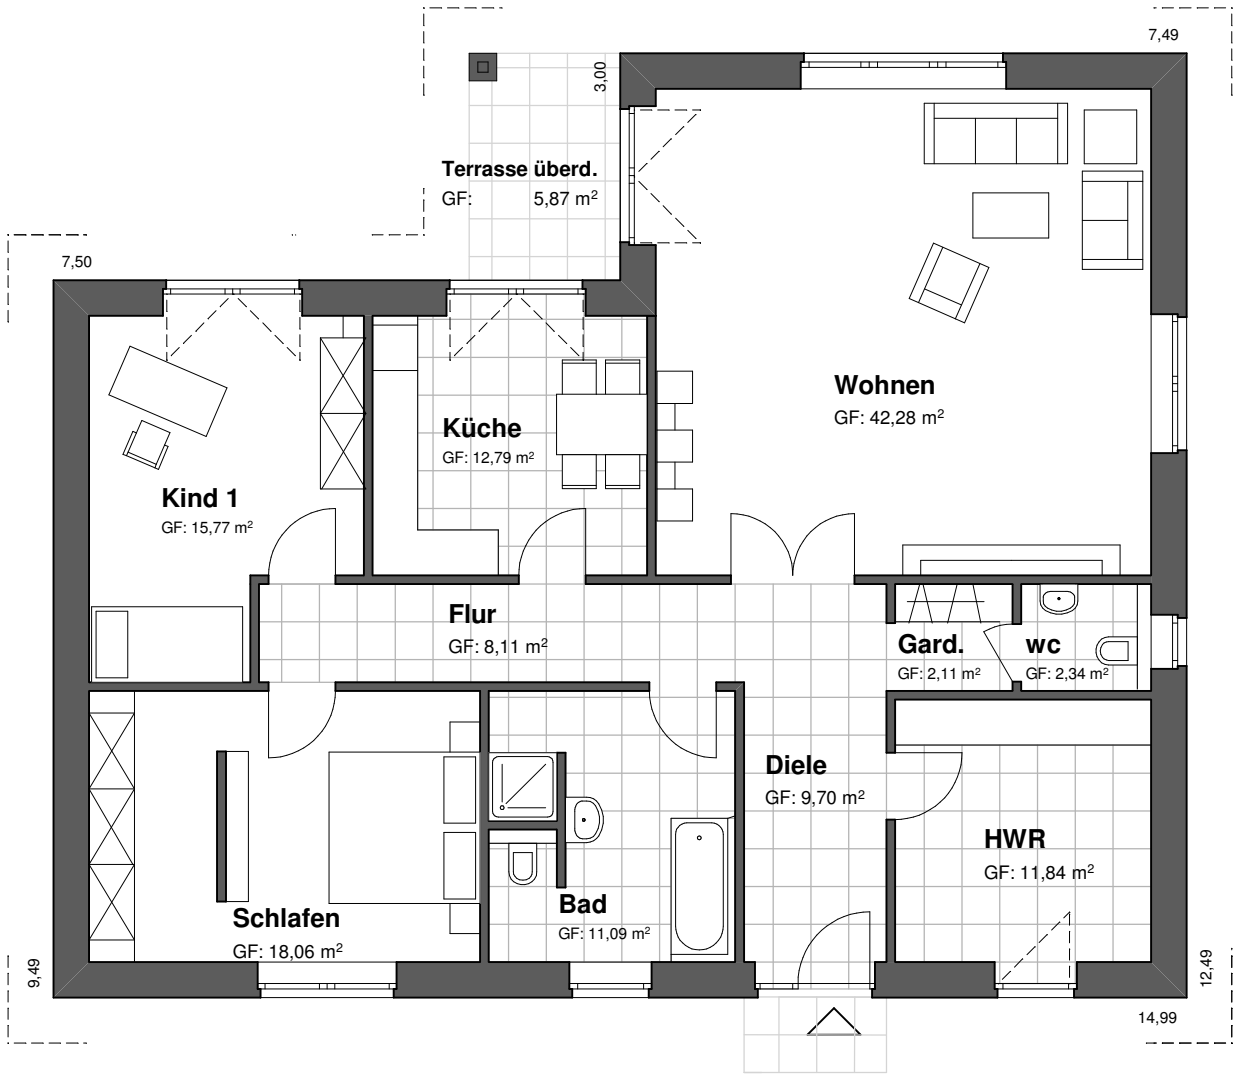 7,49
3,00
Terrasse überd.
GF: 5,87 m²
7,50
Wohnen
GF: 42,28 m²
Küche
GF: 12,79 m²
Kind 1
GF: 15,77 m²
Flur
GF: 8,11 m²
Gard.
GF: 2,11 m²
wc
GF: 2,34 m²
Diele
GF: 9,70 m²
HWR
GF: 11,84 m²
Bad
GF: 11,09 m²
Schlafen
GF: 18,06 m²
9,49
12,49
14,99